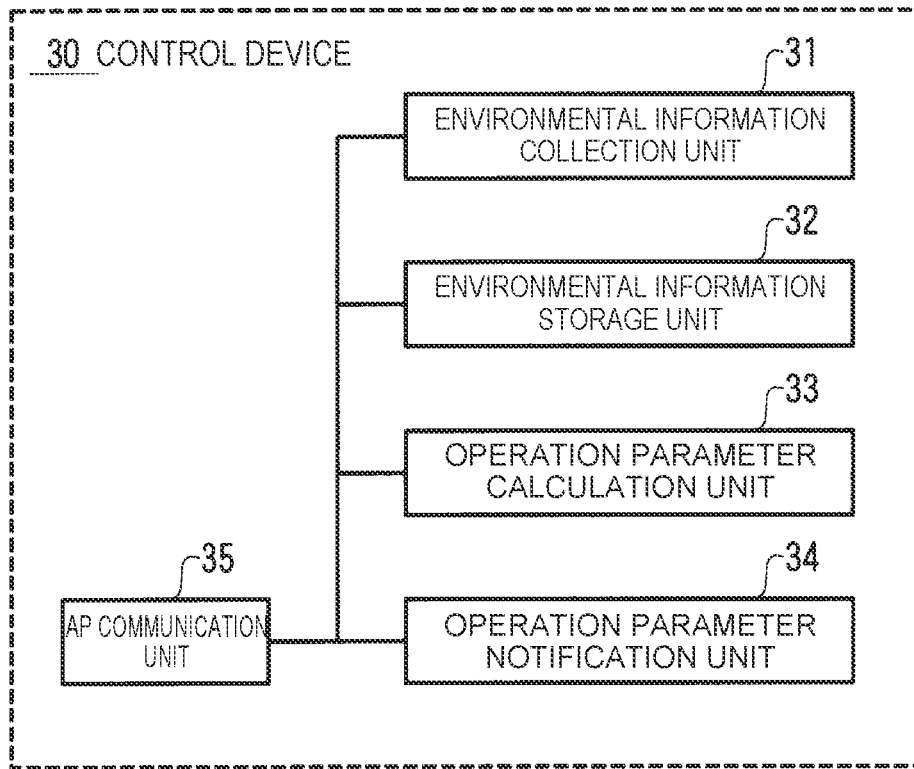 30 CONTROL DEVICE
31
ENVIRONMENTAL INFORMATION
COLLECTION UNIT
32
ENVIRONMENTAL INFORMATION
STORAGE UNIT
33
OPERATION PARAMETER
CALCULATION UNIT
35
AP COMMUNICATION
UNIT
34
OPERATION PARAMETER
NOTIFICATION UNIT